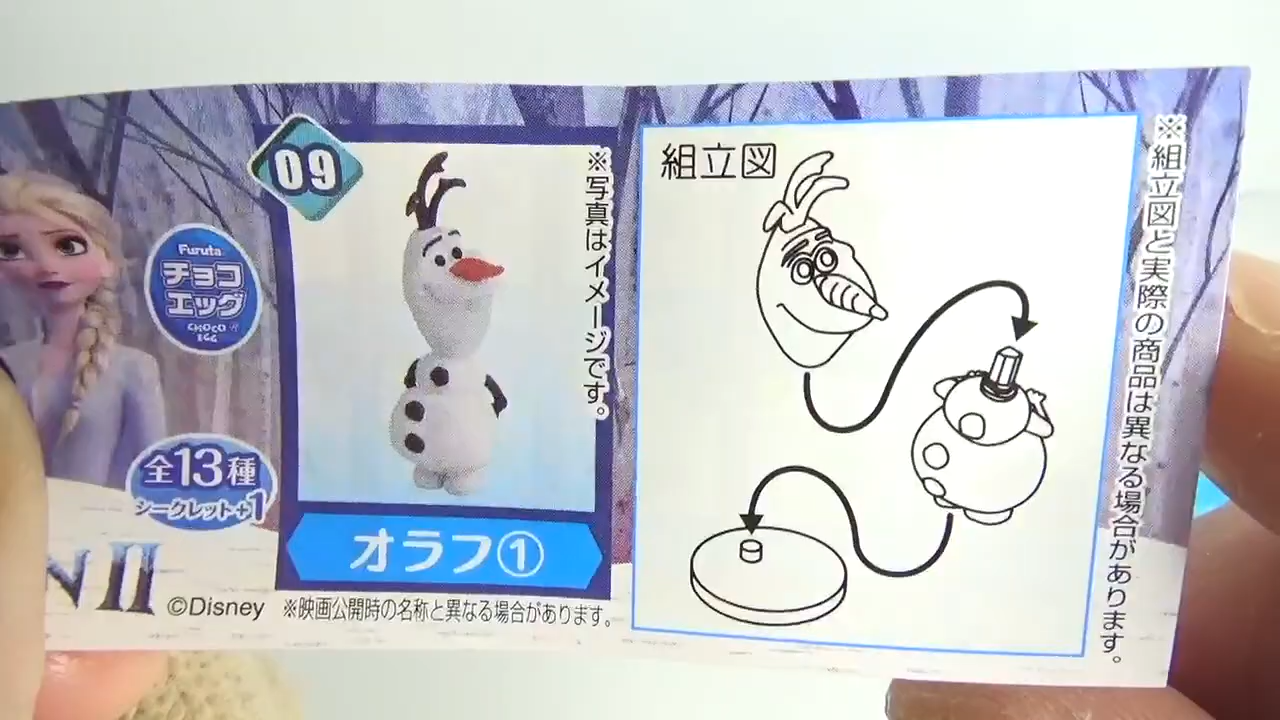 09
※写真はイメージです。
Furuta
チョコ
エッグ
CHOCO
EGG
全13種
シークレット+1
オラフ①
N II
©Disney
※映画公開時の名称と異なる場合があります。
組立図
※組立図と実際の商品は異なる場合があります。